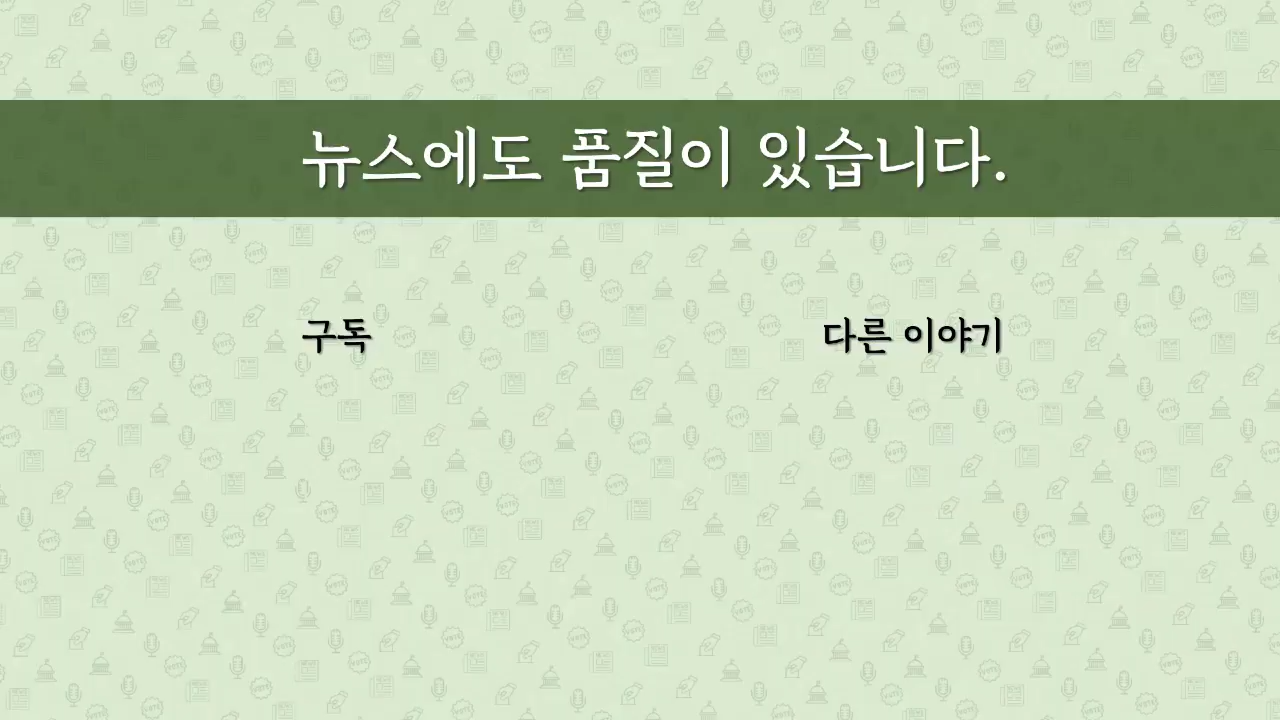 뉴스에도 품질이 있습니다.
구독
다른 이야기